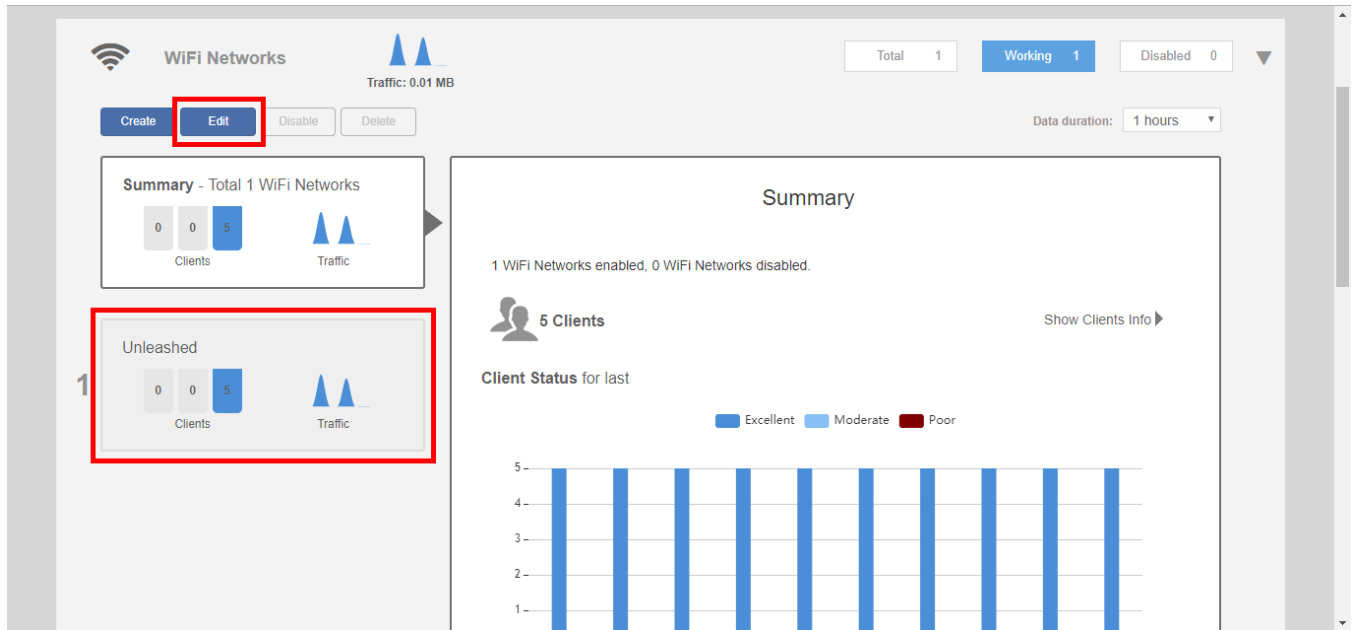 WiFi Networks
Traffic: 0.01 MB
Total 1
Working 1
Disabled 0
Create
Edit
Disable
Delete
Data duration: 1 hours
Summary - Total 1 WiFi Networks
0 0 5
Clients
Traffic
1
Unleashed
0 0 5
Clients
Traffic
Summary
1 WiFi Networks enabled, 0 WiFi Networks disabled.
5 Clients
Show Clients Info
Client Status for last
Excellent Moderate Poor
5
4
3
2
1